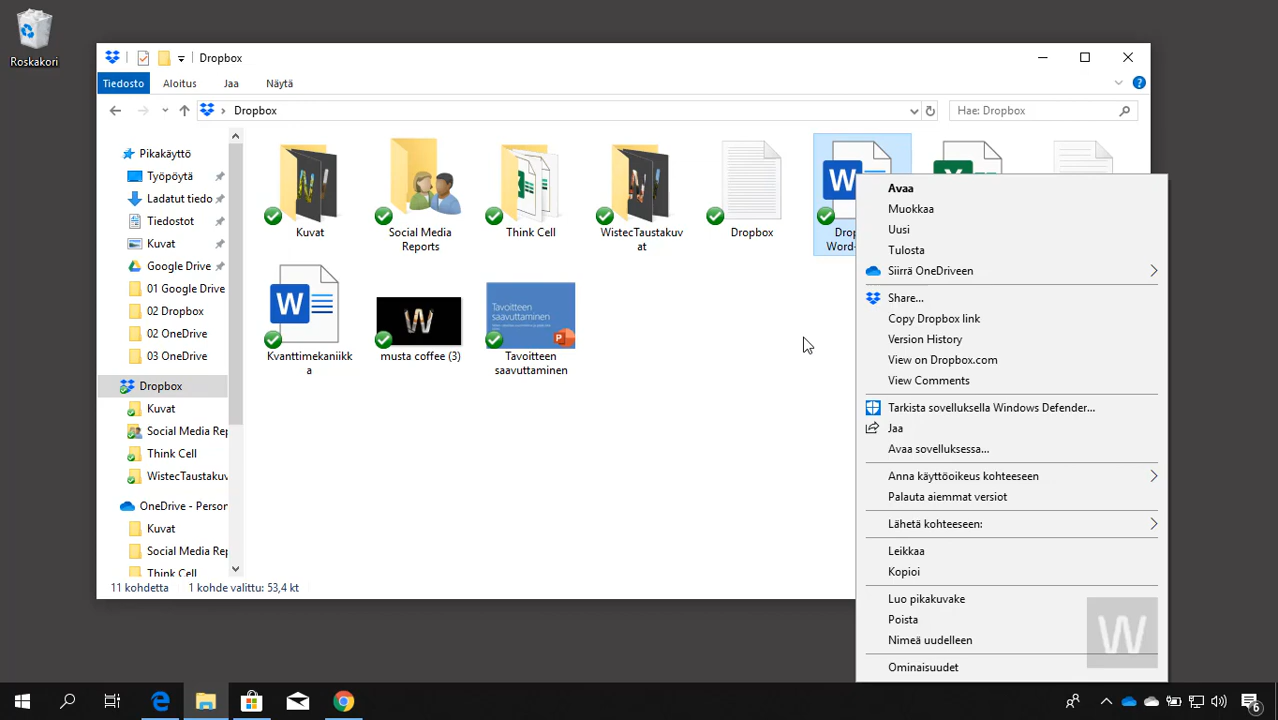 Roskakori
Dropbox
Tiedosto Aloitus Jaa Näytä
Dropbox
Hae: Dropbox
Pikakäyttö
Työpöytä
Ladatut tiedo
Tiedostot
Kuvat
Google Drive
01 Google Drive
02 Dropbox
02 OneDrive
03 OneDrive
Dropbox
Kuvat
Social Media Rep
Think Cell
WistecTaustakuv
OneDrive - Person
Kuvat
Social Media Rep
Think Cell
Kuvat
Social Media
Reports
Think Cell
WistecTaustakuv
at
Dropbox
Drop
Word-
W
Kvanttimekaniikk
a
musta coffee (3)
Tavoitteen
saavuttaminen
Tavoitteen
saavuttaminen
11 kohdetta 1 kohde valittu: 53,4 kt
Avaa
Muokkaa
Uusi
Tulosta
Siirrä OneDriveen
Share...
Copy Dropbox link
Version History
View on Dropbox.com
View Comments
Tarkista sovelluksella Windows Defender...
Jaa
Avaa sovelluksessa...
Anna käyttöoikeus kohteeseen
Palauta aiemmat versiot
Lähetä kohteeseen:
Leikkaa
Kopioi
Luo pikakuvake
Poista
Nimeä uudelleen
Ominaisuudet
W
6